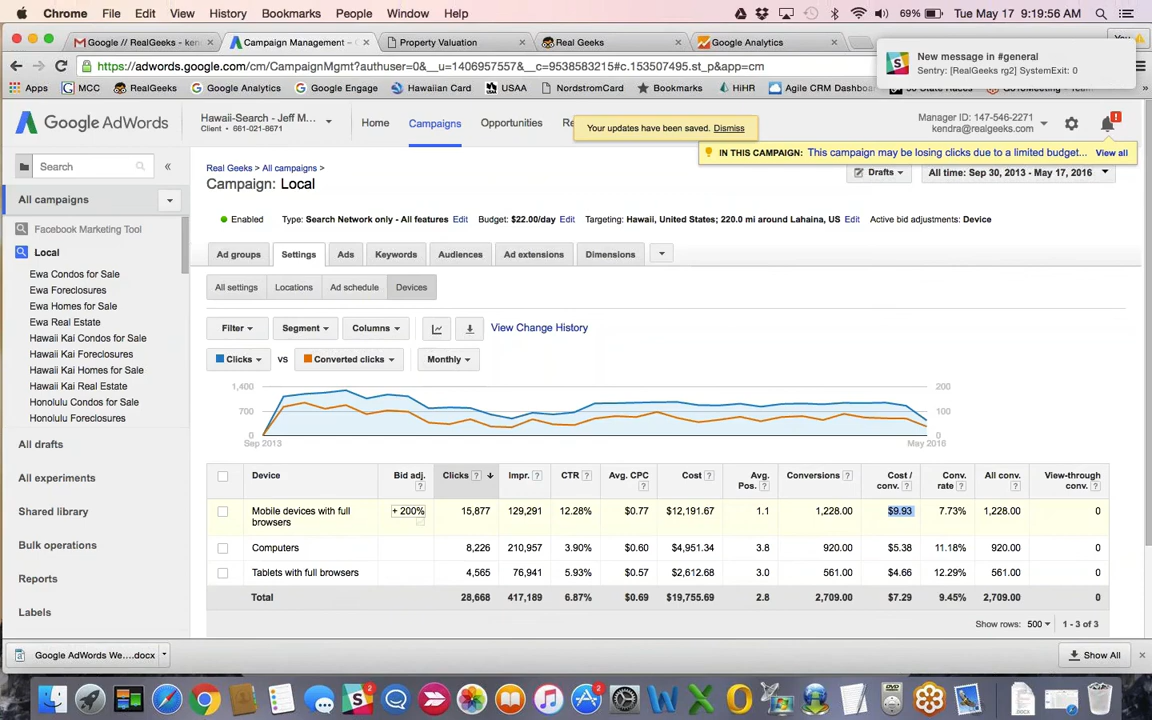 Chrome File Edit View History Bookmarks People Window Help 69% Tue May 17 9:19:56 AM
Google // RealGeeks - ken × Campaign Management – × Property Valuation × Real Geeks × Google Analytics × You
https://adwords.google.com/cm/CampaignMgmt?authuser=0&__u=1406957557&__c=9538583215#c.153507495.st_p&app=cm
New message in #general
Sentry: [RealGeeks rg2] SystemExit: 0
Apps MCC RealGeeks Google Analytics Google Engage Hawaiian Card USAA NordstromCard Bookmarks HiHR Agile CRM Dashboa
Google AdWords
Hawaii-Search - Jeff M...
Client • 661-021-8671
Home Campaigns Opportunities
Your updates have been saved. Dismiss
Manager ID: 147-546-2271
kendra@realgeeks.com
!
IN THIS CAMPAIGN: This campaign may be losing clicks due to a limited budget... View all
Search «
Real Geeks > All campaigns >
Campaign: Local
Drafts All time: Sep 30, 2013 - May 17, 2016
All campaigns
Enabled Type: Search Network only - All features Edit Budget: $22.00/day Edit Targeting: Hawaii, United States; 220.0 mi around Lahaina, US Edit Active bid adjustments: Device
Facebook Marketing Tool
Local
Ewa Condos for Sale
Ewa Foreclosures
Ewa Homes for Sale
Ewa Real Estate
Hawaii Kai Condos for Sale
Hawaii Kai Foreclosures
Hawaii Kai Homes for Sale
Hawaii Kai Real Estate
Honolulu Condos for Sale
Honolulu Foreclosures
All drafts
All experiments
Shared library
Bulk operations
Reports
Labels
Ad groups Settings Ads Keywords Audiences Ad extensions Dimensions
All settings Locations Ad schedule Devices
Filter Segment Columns View Change History
Clicks VS Converted clicks Monthly
1,400 200
700 100
0 0
Sep 2013 May 2016
Device Bid adj. ? Clicks ? Impr. ? CTR ? Avg. CPC ? Cost ? Avg. Pos. ? Conversions ? Cost / conv. ? Conv. rate ? All conv. ? View-through conv. ?
Mobile devices with full browsers + 200% 15,877 129,291 12.28% $0.77 $12,191.67 1.1 1,228.00 $9.93 7.73% 1,228.00 0
Computers 8,226 210,957 3.90% $0.60 $4,951.34 3.8 920.00 $5.38 11.18% 920.00 0
Tablets with full browsers 4,565 76,941 5.93% $0.57 $2,612.68 3.0 561.00 $4.66 12.29% 561.00 0
Total 28,668 417,189 6.87% $0.69 $19,755.69 2.8 2,709.00 $7.29 9.45% 2,709.00 0
Show rows: 500 1 - 3 of 3
Google AdWords We....docx Show All
2 2